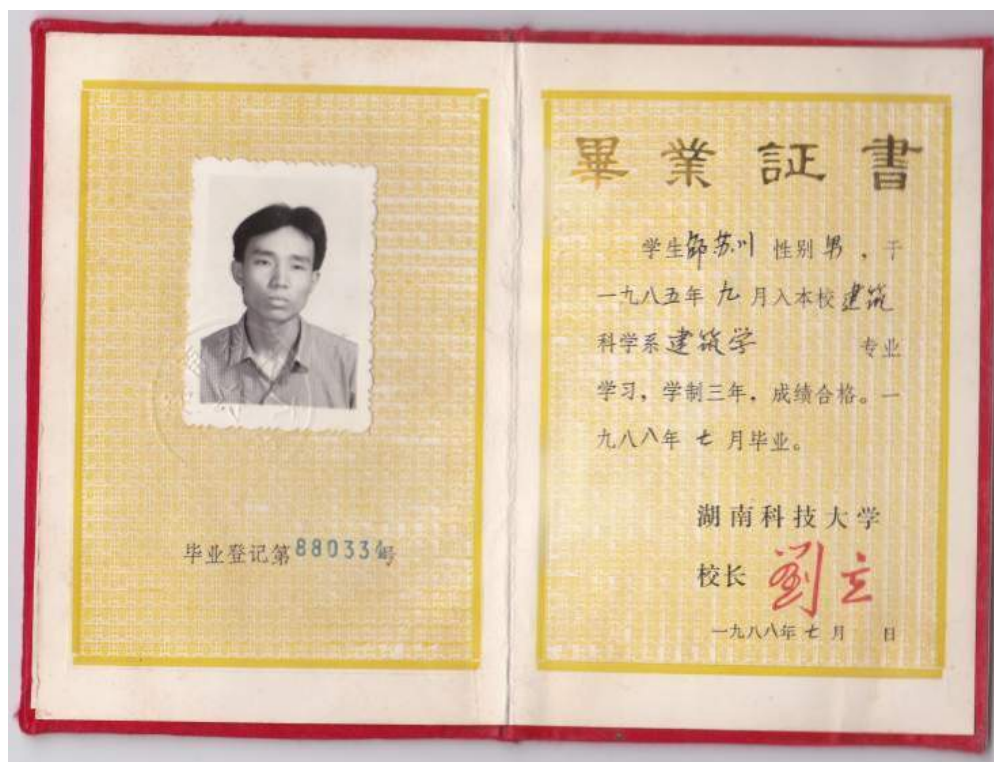 毕业登记第88033号
畢業証書
学生 苏川 性别男，于
一九八五年九月入本校建筑
科学系建筑学 专业
学习，学制三年，成绩合格。一
九八八年七月毕业。
湖南科技大学
校长 劉立
一九八八年七月 日